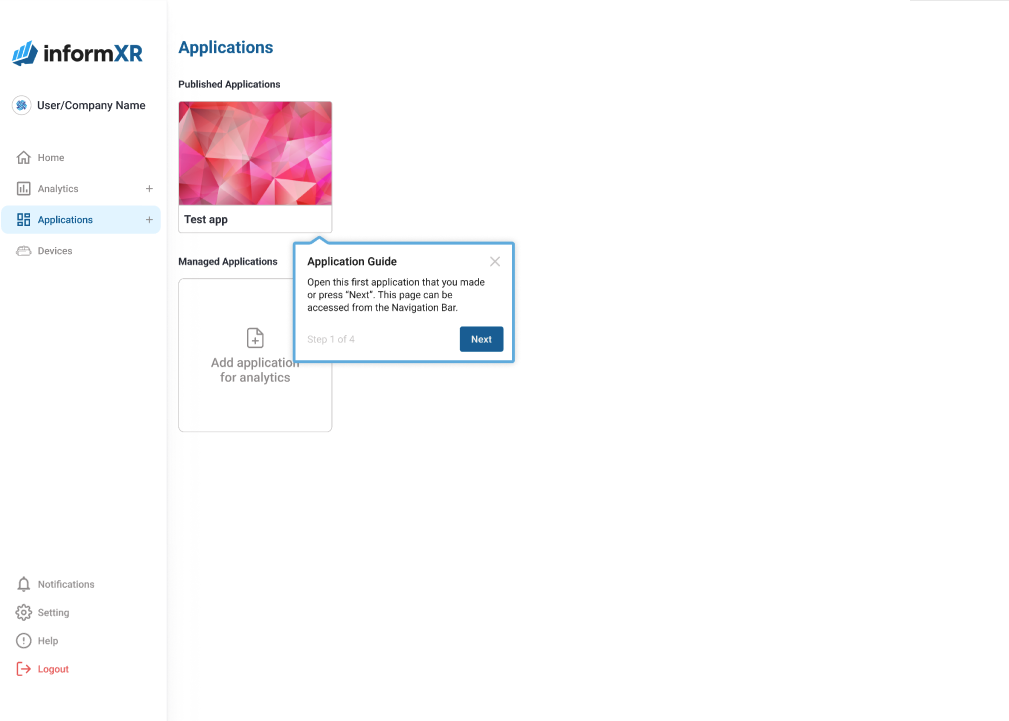 informXR
User/Company Name
Home
Analytics
Applications
Devices
Notifications
Setting
Help
Logout
Applications
Published Applications
Test app
Managed Applications
Add application
for analytics
Application Guide
Open this first application that you made
or press “Next”. This page can be
accessed from the Navigation Bar.
Step 1 of 4
Next